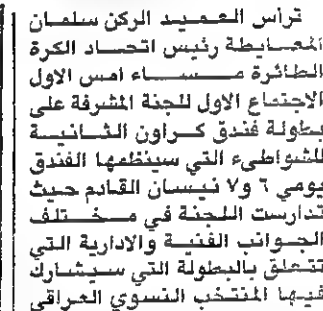 ترأس العميد الركن سلمان
المعايطة رئيس اتحاد الكرة
الطائرة مساء امس الاول
الاجتماع الاول للجنة المشرفة على
بطولة فندق كراون الثانية
للشواطىء التي سينظمها الفندق
يومي ٦ و٧ نيسان القادم حيث
تدارست اللجنة في مختلف
الجوانب الفنية والادارية التي
تتعلق بالبطولة التي سيشارك
فيها المنتخب النسوي العراقي